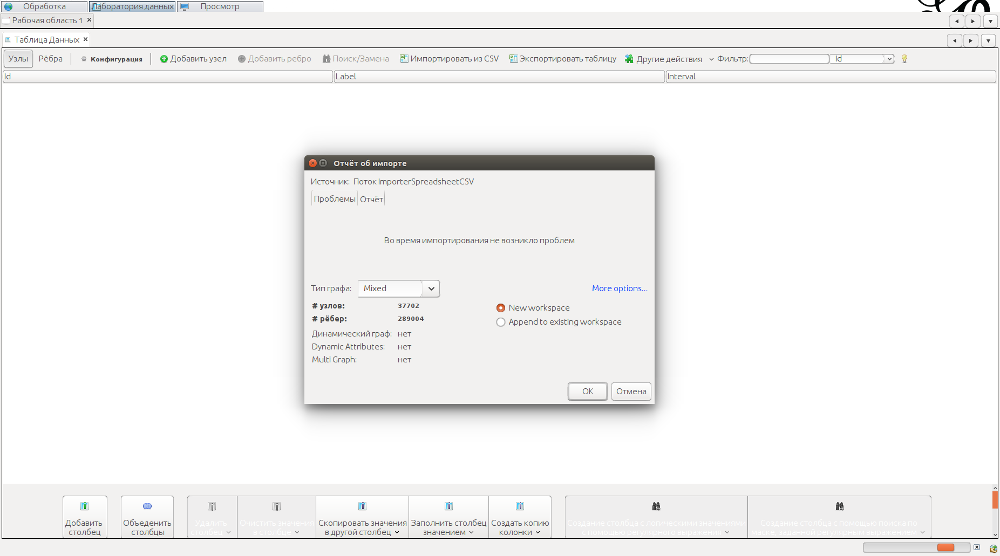 Обработка Лаборатория данных Просмотр
Рабочая область 1
Таблица Данных
Узлы Рёбра Конфигурация Добавить узел Добавить ребро Поиск/Замена Импортировать из CSV Экспортировать таблицу Другие действия Фильтр: Id
Id Label Interval
Отчёт об импорте
Источник: Поток ImporterSpreadsheetCSV
Проблемы Отчёт
Во время импортирования не возникло проблем
Тип графа: Mixed More options...
# узлов: 37702 New workspace
# рёбер: 289004 Append to existing workspace
Динамический граф: нет
Dynamic Attributes: нет
Multi Graph: нет
OK Отмена
Добавить
столбец
Объеденить
столбцы
Удалить
столбец
Очистить значения
в столбце
Скопировать значения
в другой столбец
Заполнить столбец
значением
Создать копию
колонки
Создание столбца с логическими значениями
с помощью регулярного выражения
Создание столбца с помощью поиска по
маске, заданной регулярным выражением